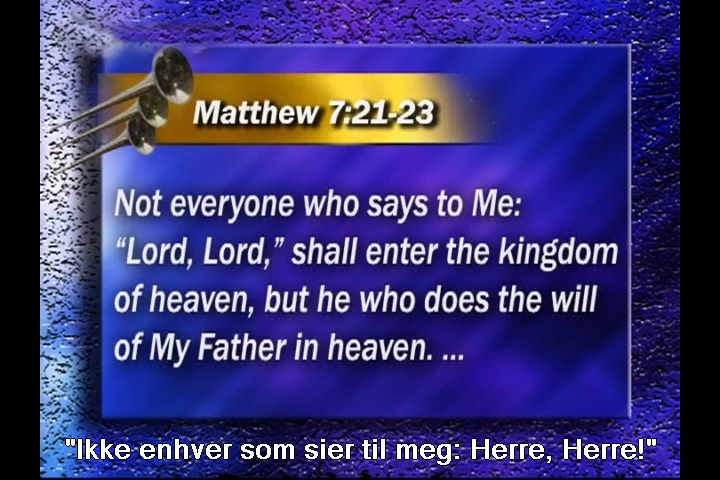 Matthew 7:21-23
Not everyone who says to Me:
“Lord, Lord,” shall enter the kingdom
of heaven, but he who does the will
of My Father in heaven. ...
"Ikke enhver som sier til meg: Herre, Herre!"